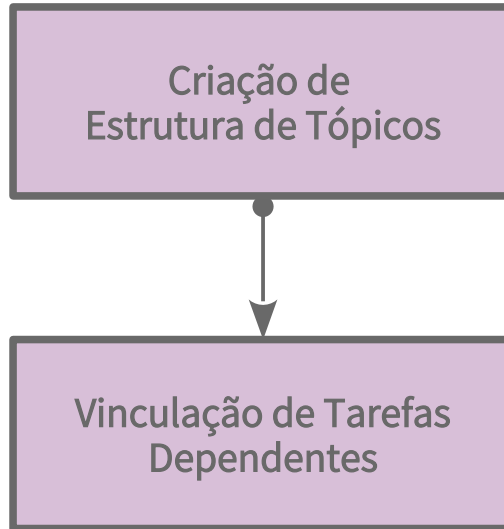 Criação de
Estrutura de Tópicos
Vinculação de Tarefas
Dependentes